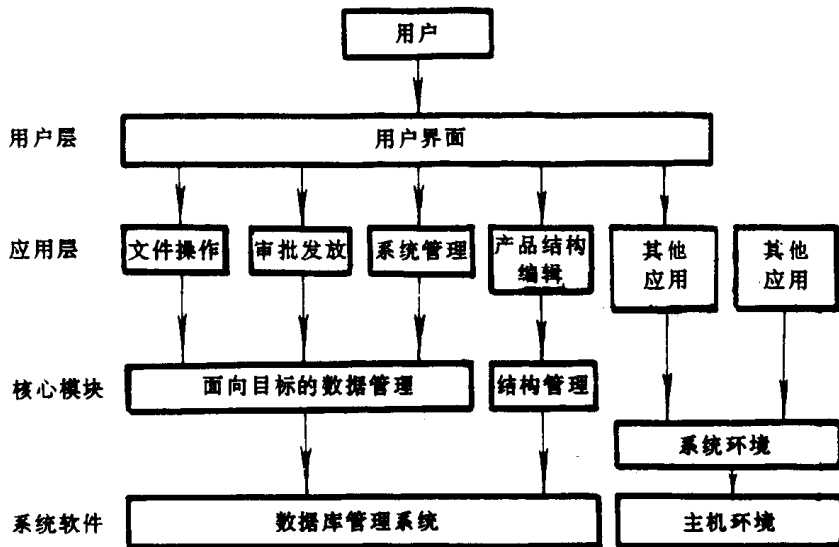 用户
用户层
用户界面
应用层
文件操作
审批发放
系统管理
产品结构
编辑
其他
应用
其他
应用
核心模块
面向目标的数据管理
结构管理
系统环境
系统软件
数据库管理系统
主机环境